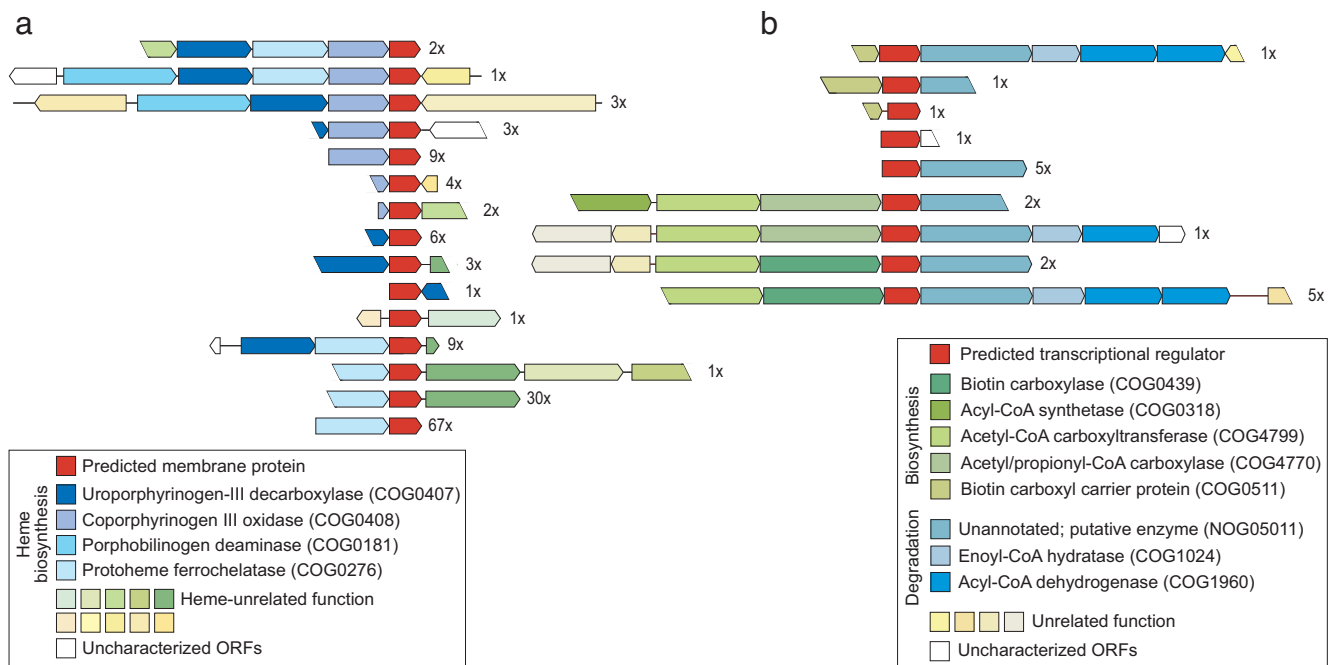 a
2x
1x
3x
3x
9x
4x
2x
6x
3x
1x
1x
9x
1x
30x
67x
Heme
biosynthesis
Predicted membrane protein
Uroporphyrinogen-III decarboxylase (COG0407)
Coporphyrinogen III oxidase (COG0408)
Porphobilinogen deaminase (COG0181)
Protoheme ferrochelatase (COG0276)
Heme-unrelated function
Uncharacterized ORFs
b
1x
1x
1x
1x
5x
2x
1x
2x
5x
Biosynthesis
Predicted transcriptional regulator
Biotin carboxylase (COG0439)
Acyl-CoA synthetase (COG0318)
Acetyl-CoA carboxyltransferase (COG4799)
Acetyl/propionyl-CoA carboxylase (COG4770)
Biotin carboxyl carrier protein (COG0511)
Degradation
Unannotated; putative enzyme (NOG05011)
Enoyl-CoA hydratase (COG1024)
Acyl-CoA dehydrogenase (COG1960)
Unrelated function
Uncharacterized ORFs